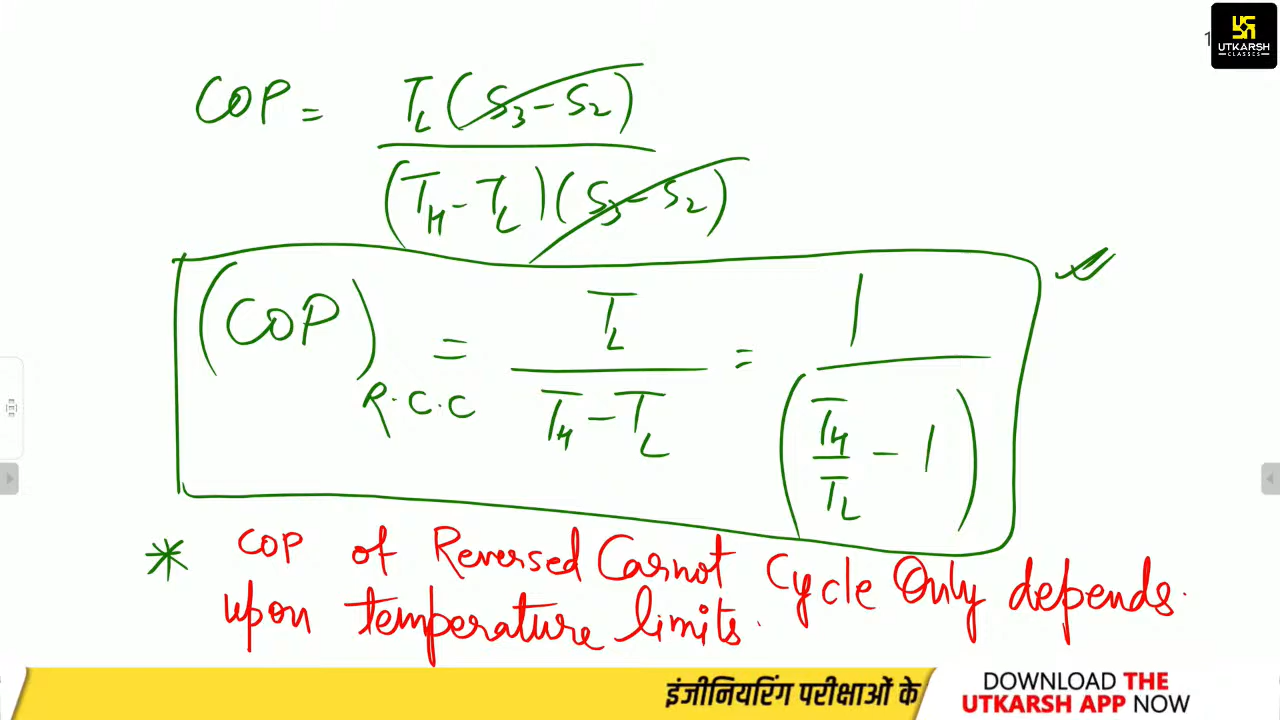 1
UTKARSH
CLASSES
COP = T_L (S_3 - S_2) / (T_H - T_L) (S_3 - S_2)
(COP)_R.C.C = T_L / (T_H - T_L) = 1 / (T_H / T_L - 1)
* COP of Reversed Carnot Cycle Only depends.
upon temperature limits.
इंजीनियरिंग परीक्षाओं के
DOWNLOAD THE
UTKARSH APP NOW